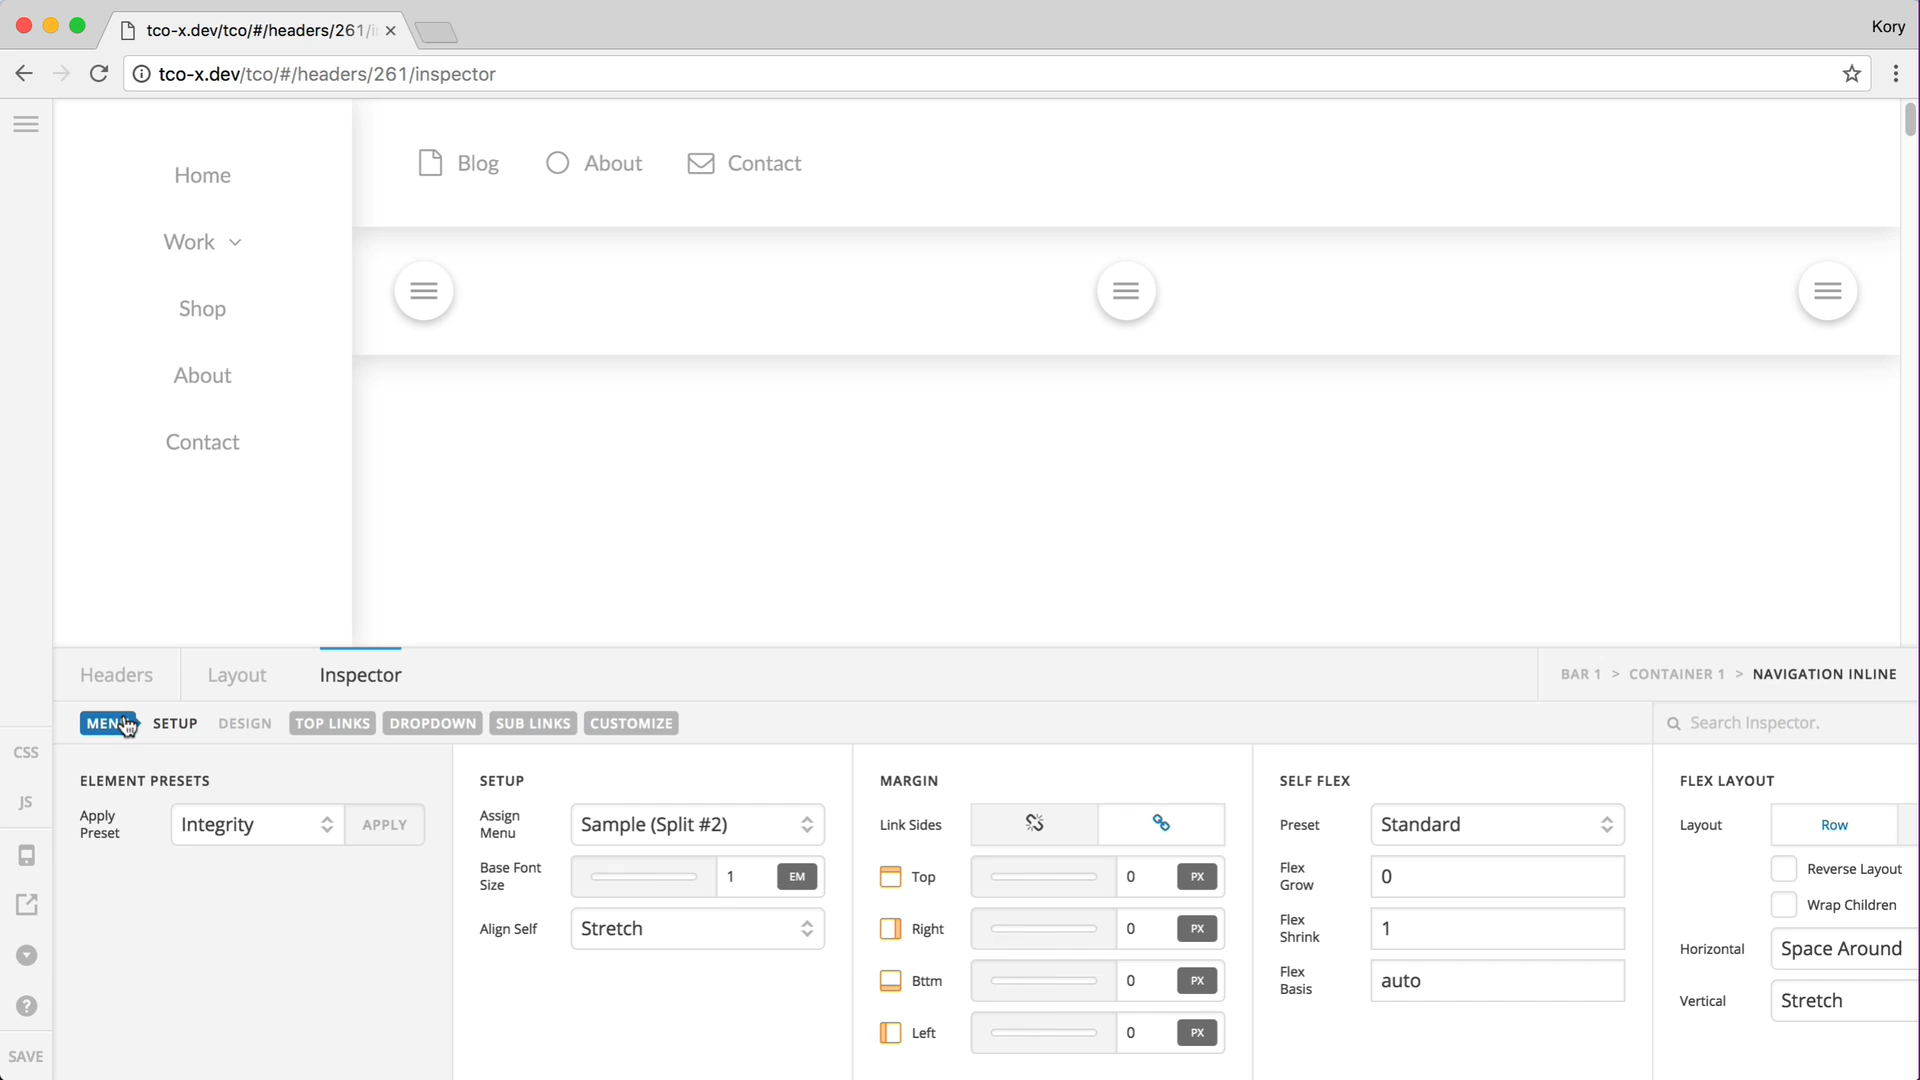 tco-x.dev/tco/#/headers/261/i
Kory
tco-x.dev/tco/#/headers/261/inspector
Blog
About
Contact
Home
Work
Shop
About
Contact
Headers
Layout
Inspector
BAR 1 > CONTAINER 1 > NAVIGATION INLINE
MENU
SETUP
DESIGN
TOP LINKS
DROPDOWN
SUB LINKS
CUSTOMIZE
Search Inspector.
CSS
JS
SAVE
ELEMENT PRESETS
Apply
Preset
Integrity
APPLY
SETUP
Assign
Menu
Sample (Split #2)
Base Font
Size
1
EM
Align Self
Stretch
MARGIN
Link Sides
Top
0
PX
Right
0
PX
Bttm
0
PX
Left
0
PX
SELF FLEX
Preset
Standard
Flex
Grow
0
Flex
Shrink
1
Flex
Basis
auto
FLEX LAYOUT
Layout
Row
Reverse Layout
Wrap Children
Horizontal
Space Around
Vertical
Stretch